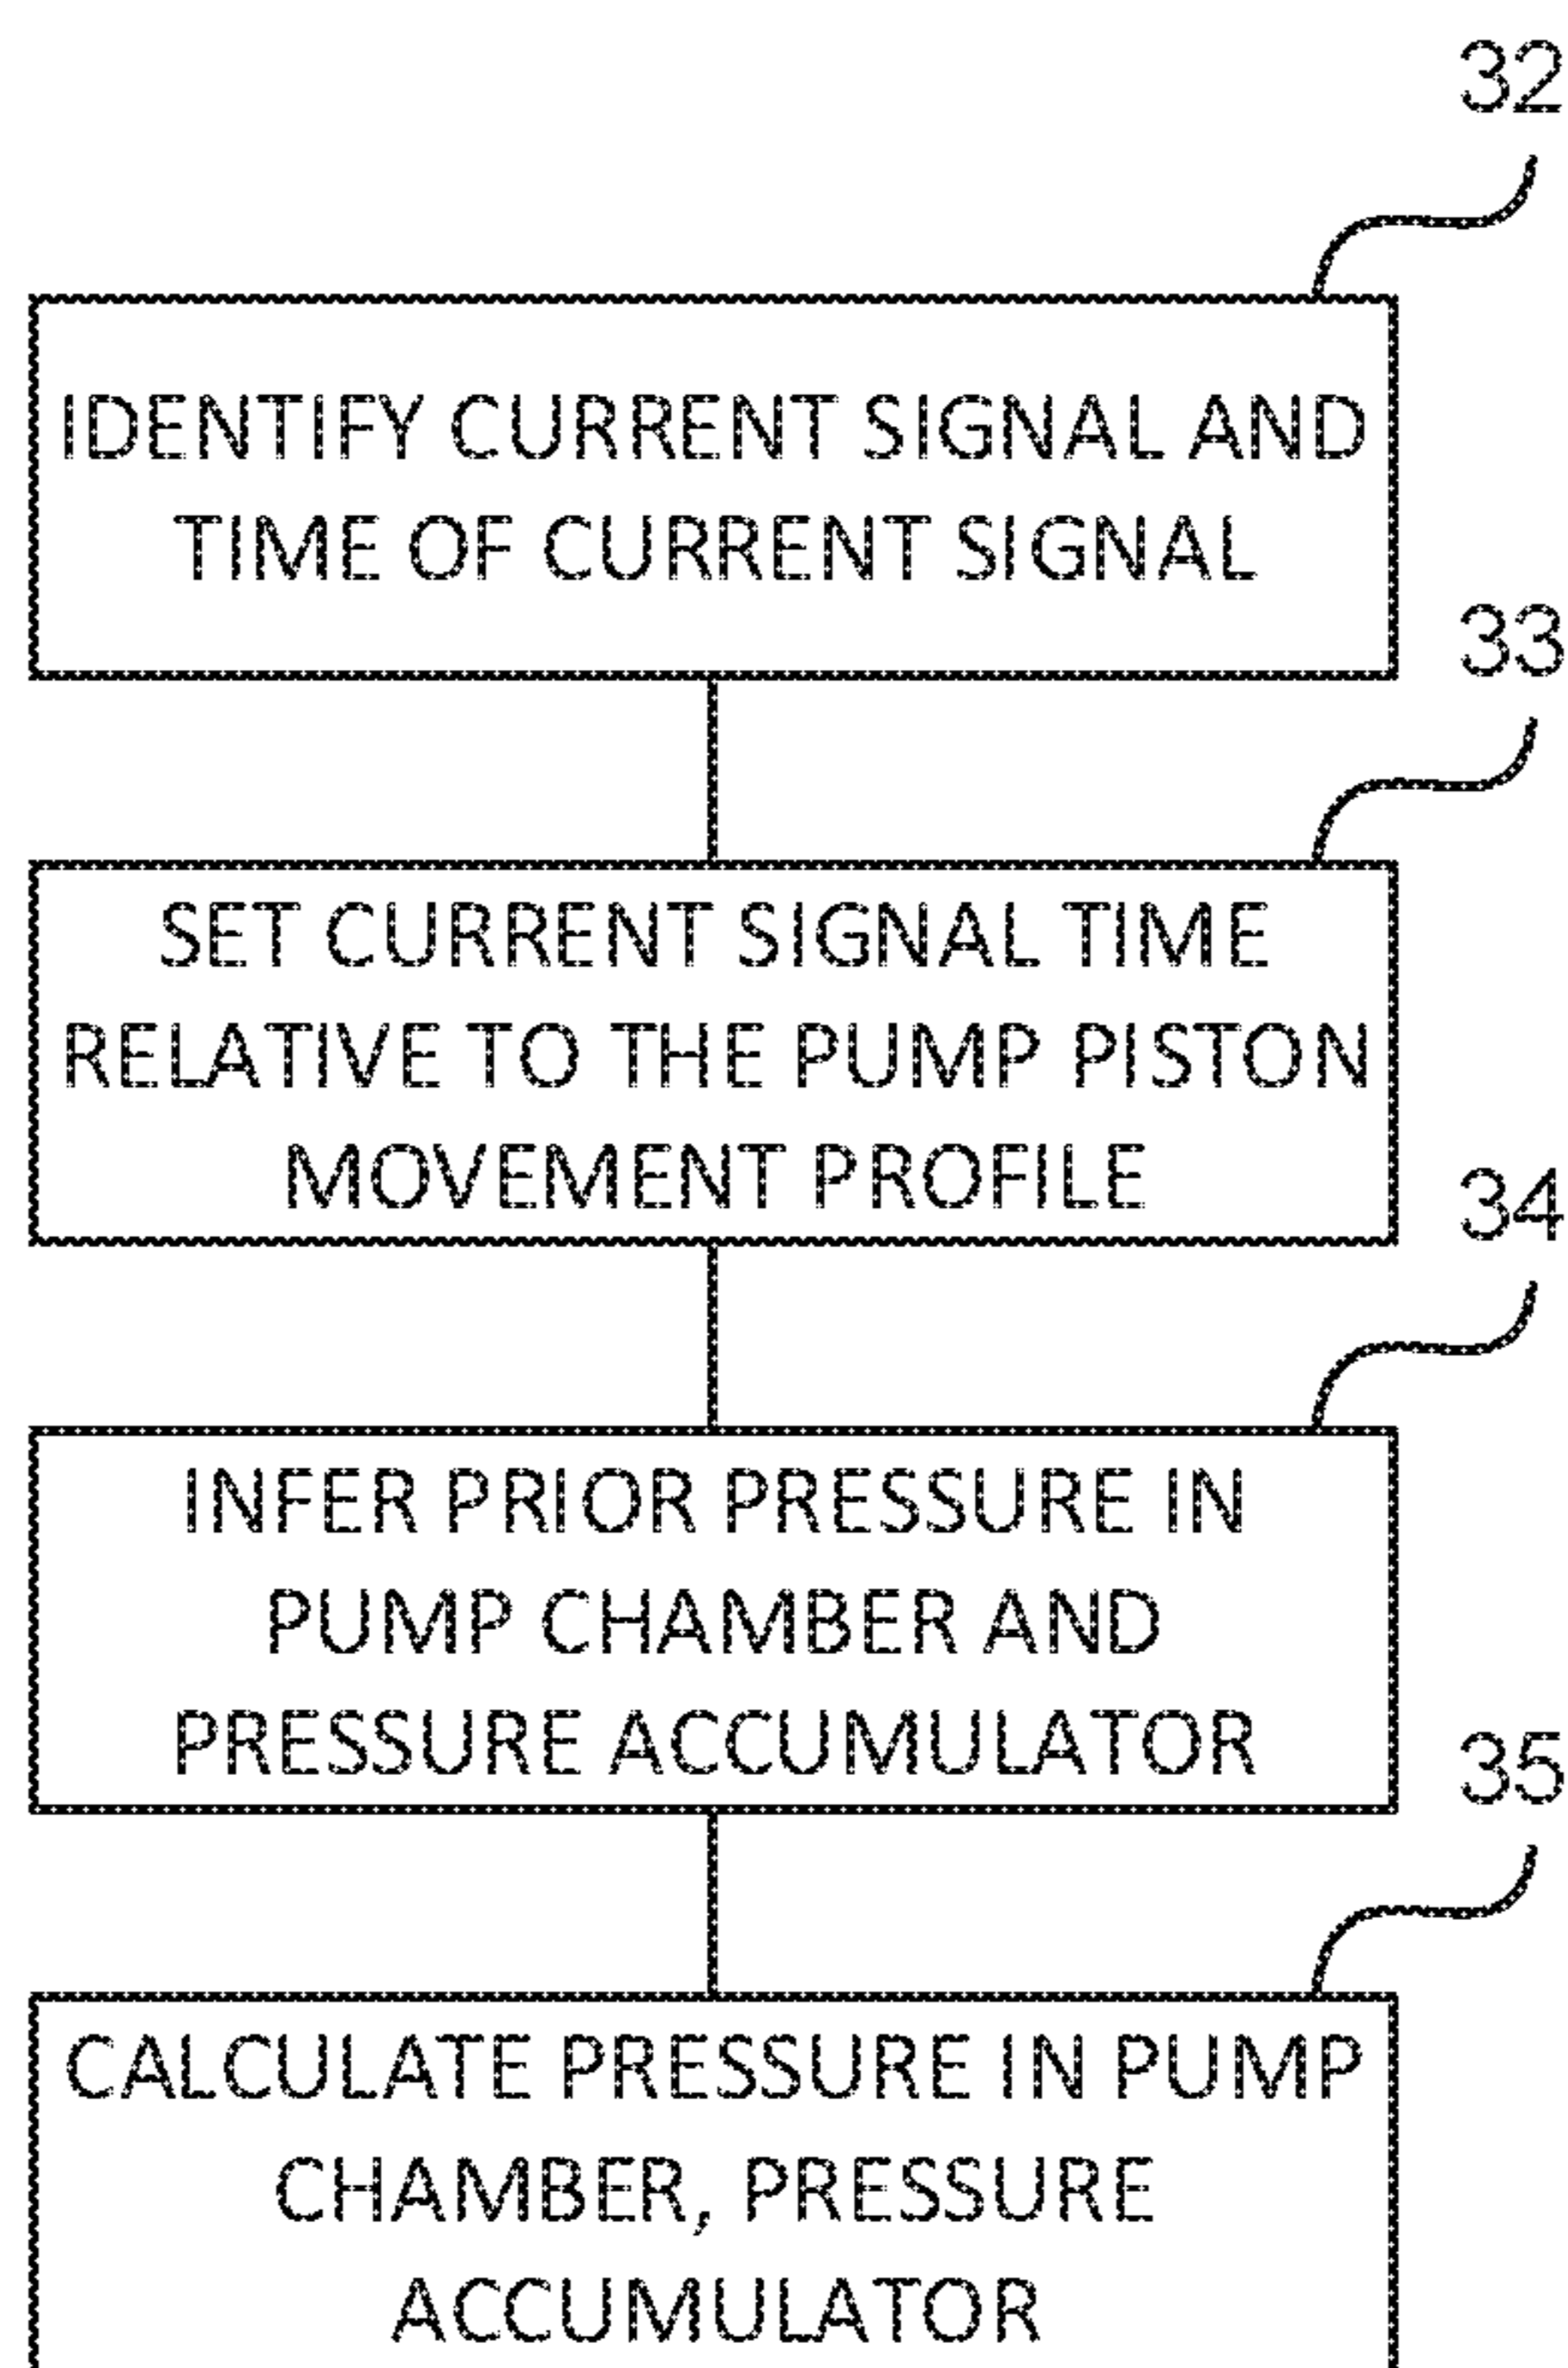 32
IDENTIFY CURRENT SIGNAL AND
TIME OF CURRENT SIGNAL
33
SET CURRENT SIGNAL TIME
RELATIVE TO THE PUMP PISTON
MOVEMENT PROFILE
34
INFER PRIOR PRESSURE IN
PUMP CHAMBER AND
PRESSURE ACCUMULATOR
35
CALCULATE PRESSURE IN PUMP
CHAMBER, PRESSURE
ACCUMULATOR